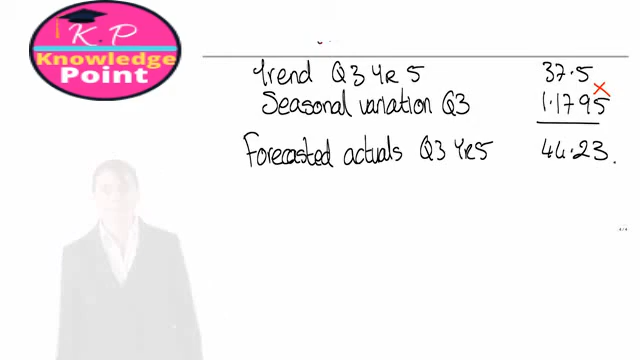 K.P
Knowledge
Point
Trend Q3 YR 5 37.5
x
Seasonal variation Q3 1.1795
Forecasted actuals Q3 YR5 44.23.